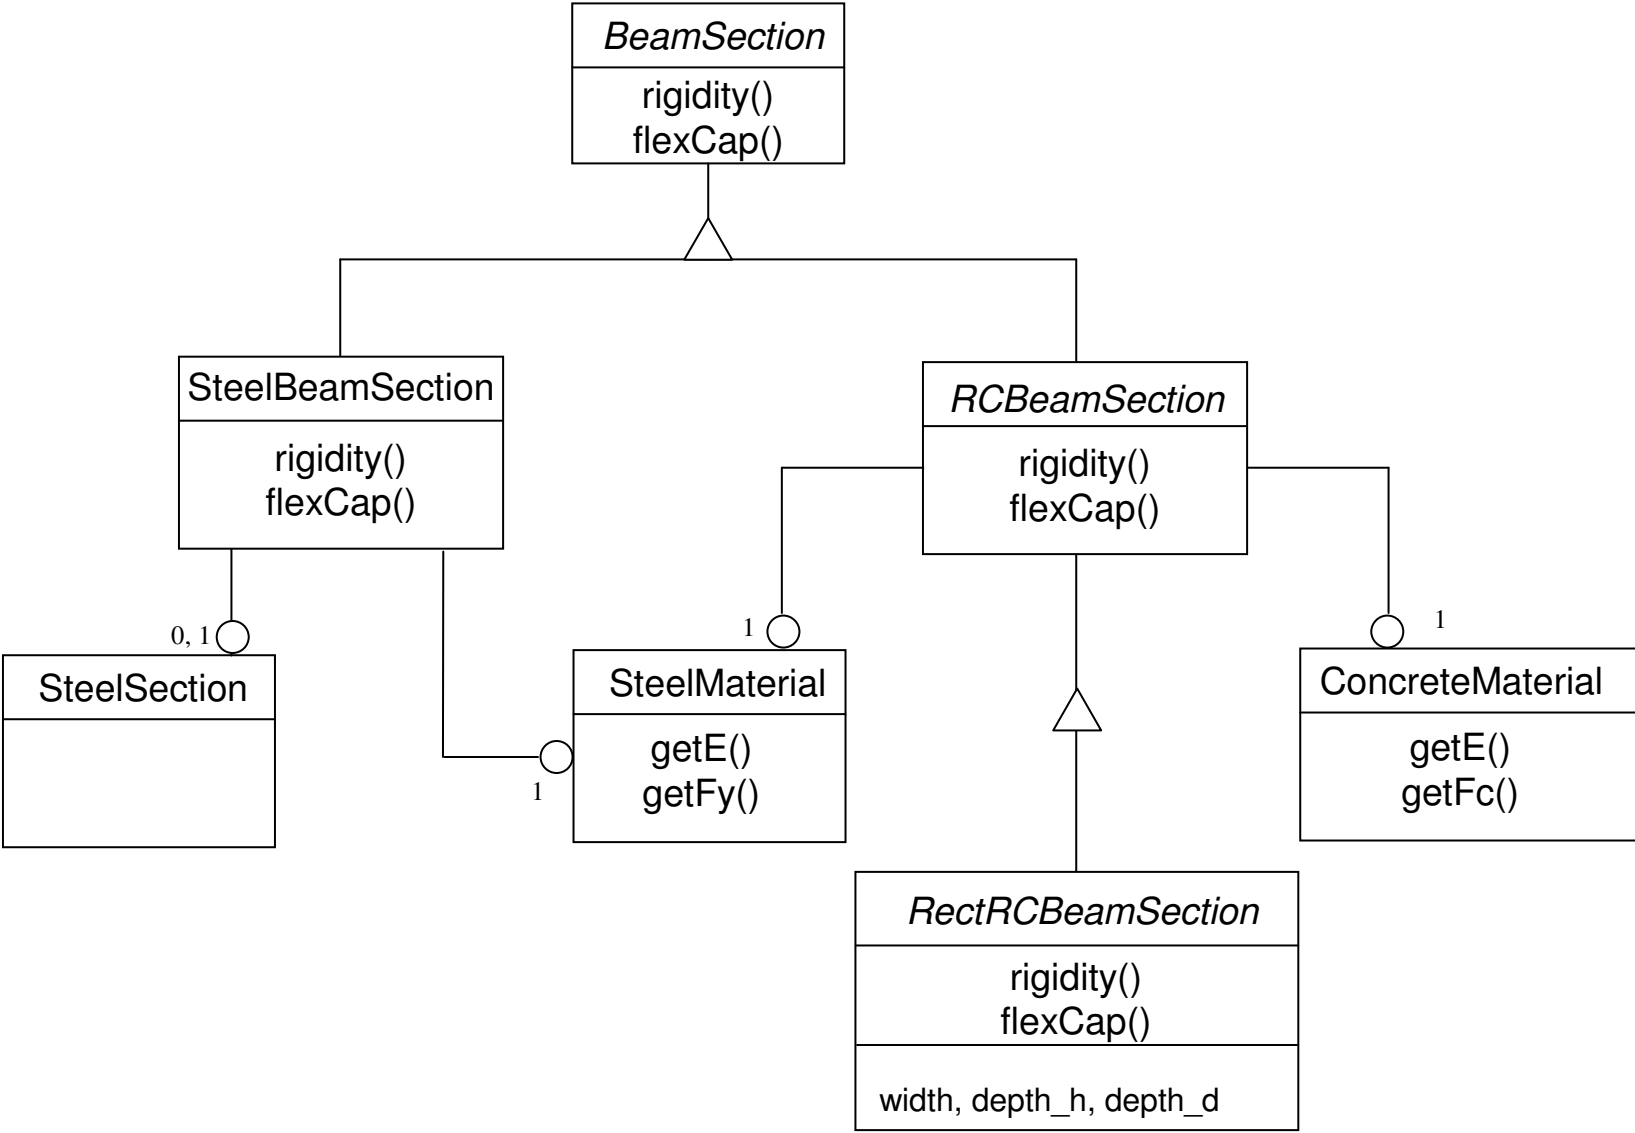 BeamSection
rigidity()
flexCap()
SteelBeamSection
rigidity()
flexCap()
RCBeamSection
rigidity()
flexCap()
0, 1
SteelSection
1
1
SteelMaterial
getE()
getFy()
1
ConcreteMaterial
getE()
getFc()
RectRCBeamSection
rigidity()
flexCap()
width, depth_h, depth_d